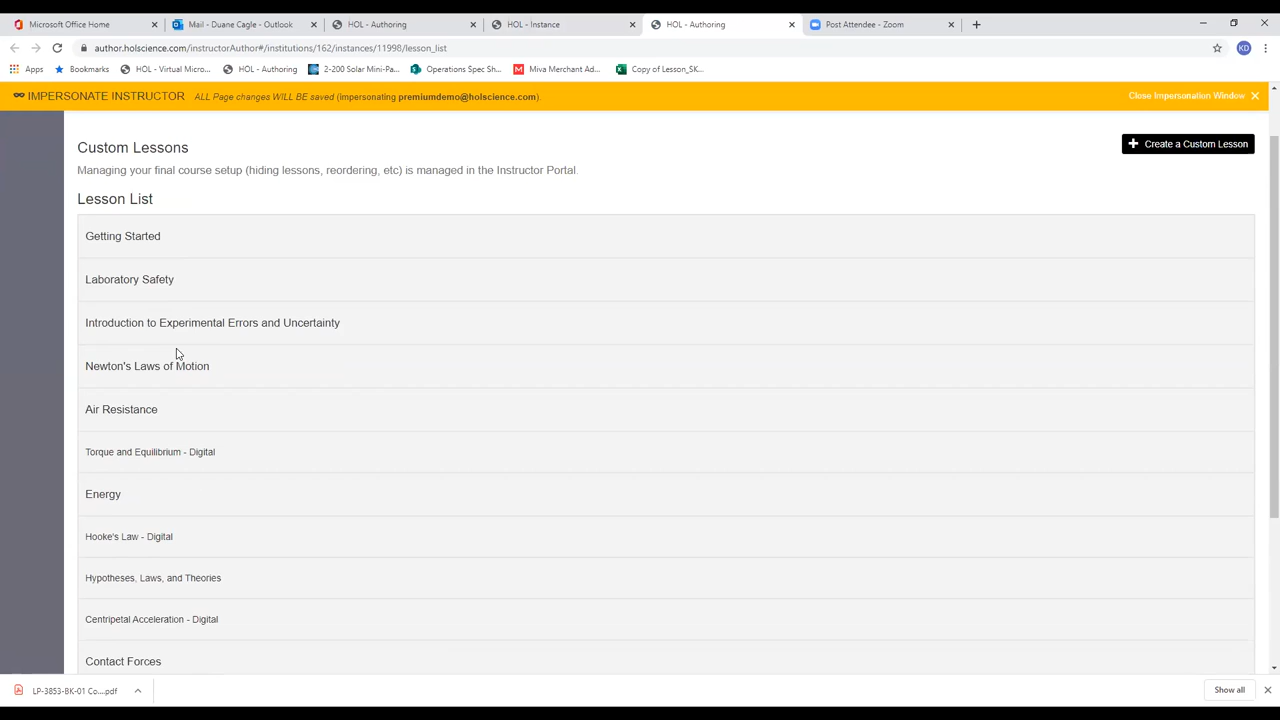 Microsoft Office Home
Mail - Duane Cagle - Outlook
HOL - Authoring
HOL - Instance
HOL - Authoring
Post Attendee - Zoom
author.holscience.com/instructorAuthor#/institutions/162/instances/11998/lesson_list
KD
Apps
Bookmarks
HOL - Virtual Micro...
HOL - Authoring
2-200 Solar Mini-Pa...
Operations Spec Sh...
Miva Merchant Ad...
Copy of Lesson_SK...
IMPERSONATE INSTRUCTOR ALL Page changes WILL BE saved (impersonating premiumdemo@holscience.com).
Close Impersonation Window
Custom Lessons
Create a Custom Lesson
Managing your final course setup (hiding lessons, reordering, etc) is managed in the Instructor Portal.
Lesson List
Getting Started
Laboratory Safety
Introduction to Experimental Errors and Uncertainty
Newton's Laws of Motion
Air Resistance
Torque and Equilibrium - Digital
Energy
Hooke's Law - Digital
Hypotheses, Laws, and Theories
Centripetal Acceleration - Digital
Contact Forces
LP-3853-BK-01 Co....pdf
Show all